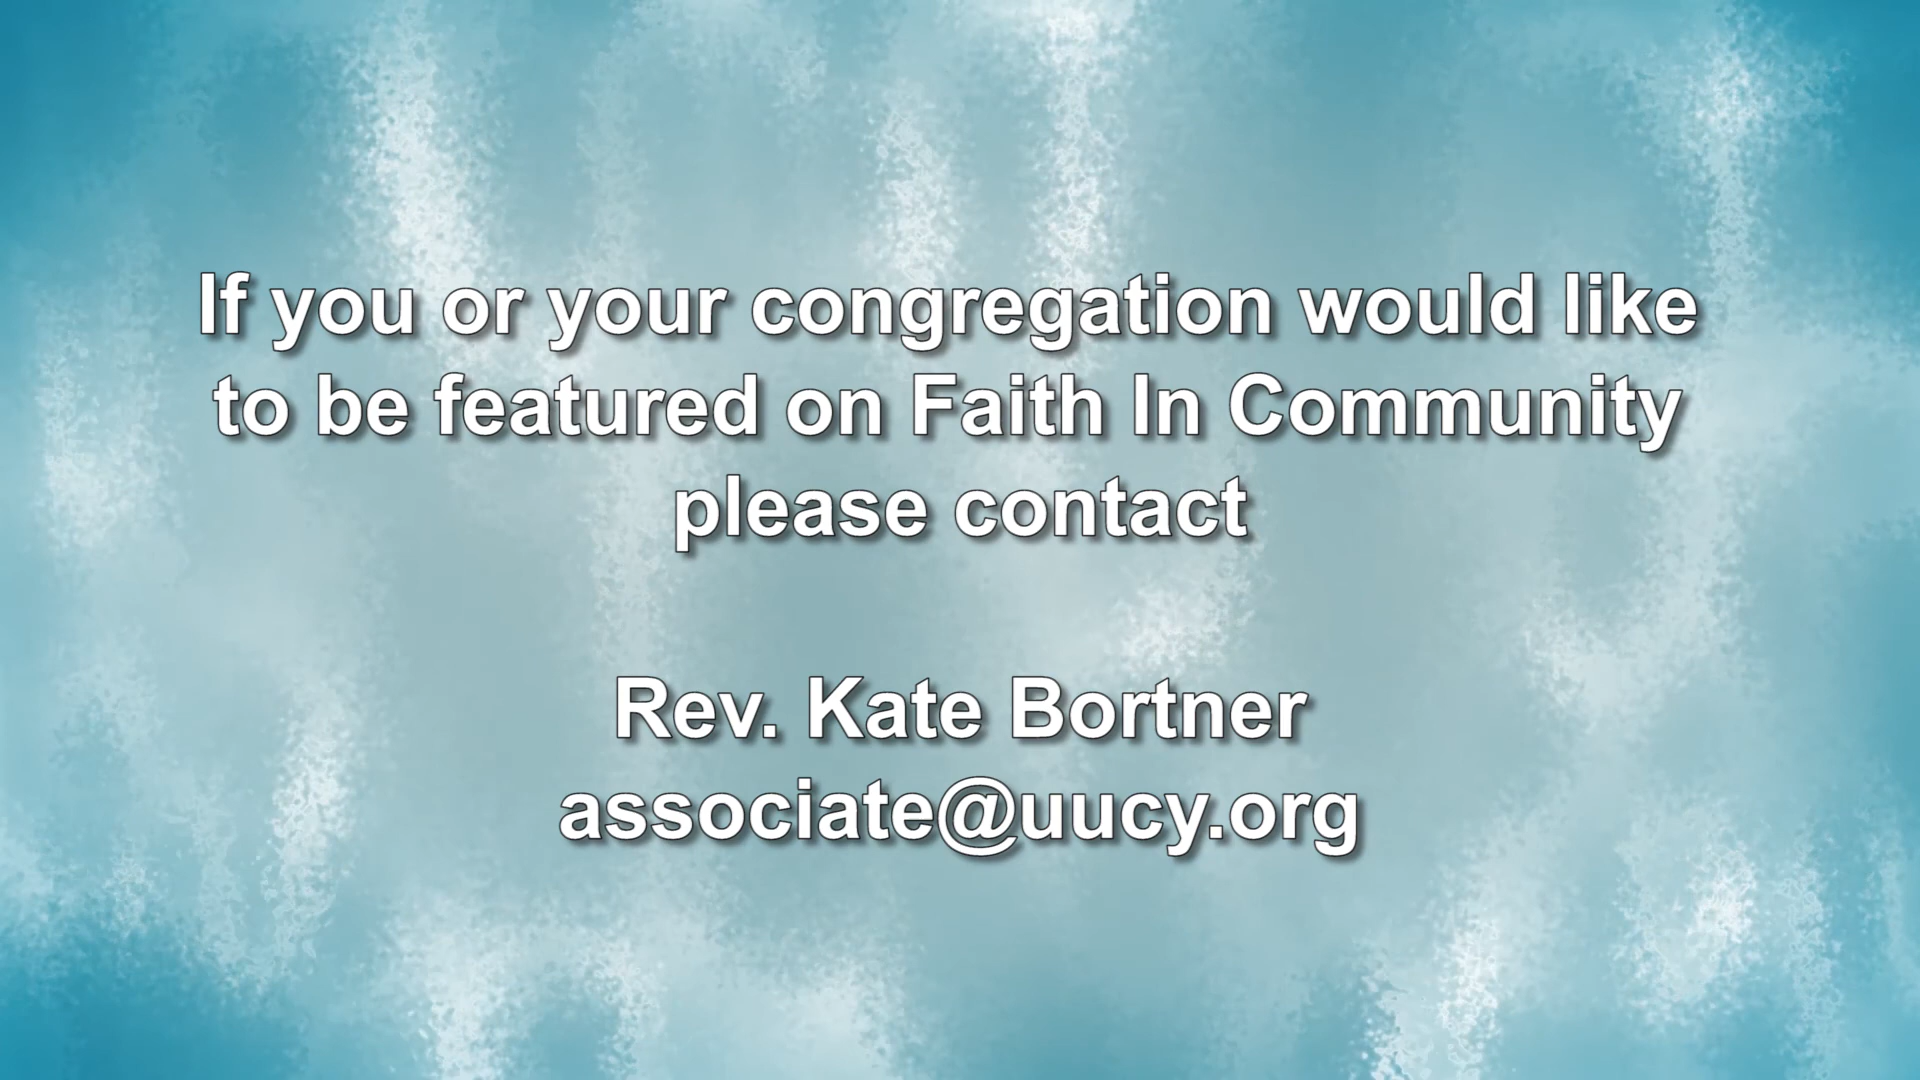 If you or your congregation would like
to be featured on Faith In Community
please contact
Rev. Kate Bortner
associate@uucy.org